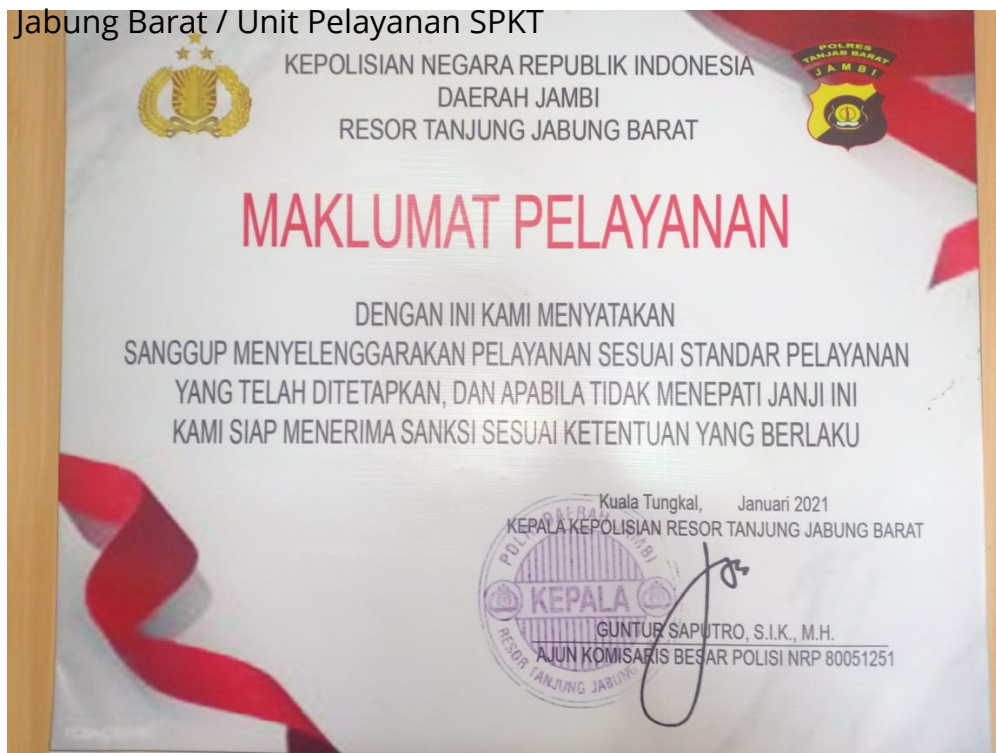 Jabung Barat / Unit Pelayanan SPKT
KEPOLISIAN NEGARA REPUBLIK INDONESIA
DAERAH JAMBI
RESOR TANJUNG JABUNG BARAT
POLRES
TANJAB BARAT
JAMBI
MAKLUMAT PELAYANAN
DENGAN INI KAMI MENYATAKAN
SANGGUP MENYELENGGARAKAN PELAYANAN SESUAI STANDAR PELAYANAN
YANG TELAH DITETAPKAN, DAN APABILA TIDAK MENEPATI JANJI INI
KAMI SIAP MENERIMA SANKSI SESUAI KETENTUAN YANG BERLAKU
Kuala Tungkal, Januari 2021
KEPALA KEPOLISIAN RESOR TANJUNG JABUNG BARAT
DAERAH
KEPALA
RESOR TANJUNG JABUNG
GUNTUR SAPUTRO, S.I.K., M.H.
AJUN KOMISARIS BESAR POLISI NRP 80051251